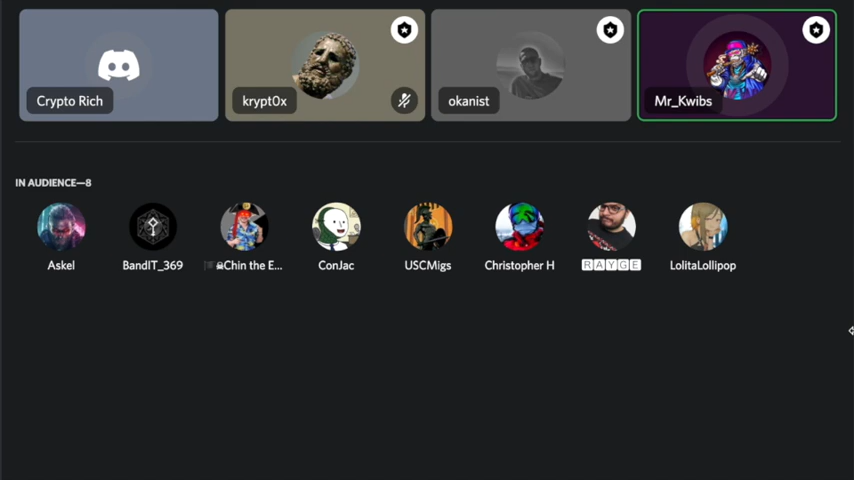 Crypto Rich
krypt0x
okanist
Mr_Kwibs
IN AUDIENCE—8
Askel
BandIT_369
🏴☠Chin the E...
ConJac
USCMigs
Christopher H
🅁🄰🅈🄶🄴
LolitaLollipop